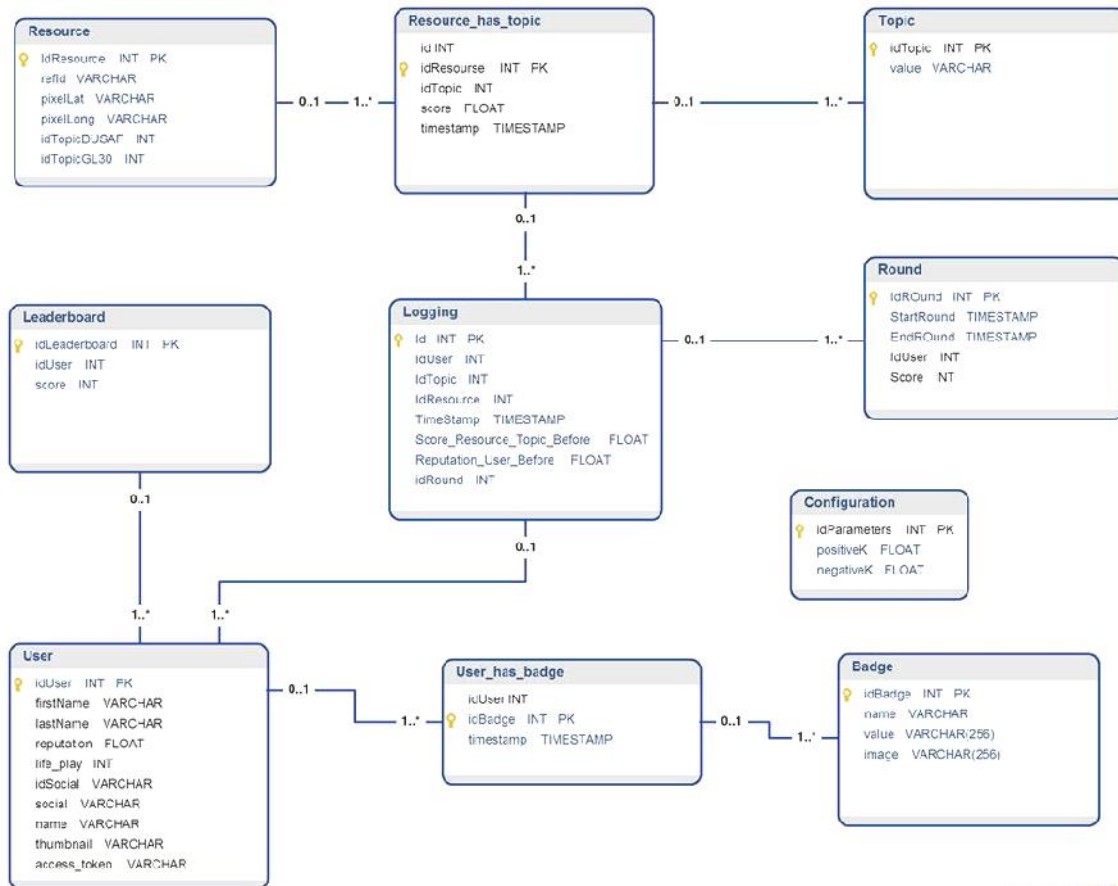 Resource
IdResource INT PK
refId VARCHAR
pixelLat VARCHAR
pixelLong VARCHAR
idTopicDUSAF INT
idTopicGL30 INT
0..1
1..*
Resource_has_topic
id INT
idResourse INT PK
idTopic INT
score FLOAT
timestamp TIMESTAMP
0..1
1..*
Topic
idTopic INT PK
value VARCHAR
0..1
1..*
Leaderboard
idLeaderboard INT PK
idUser INT
score INT
0..1
1..*
Logging
Id INT PK
IdUser INT
IdTopic INT
IdResource INT
TimeStamp TIMESTAMP
Score_Resource_Topic_Before FLOAT
Reputation_User_Before FLOAT
idRound INT
0..1
1..*
Round
IdROund INT PK
StartRound TIMESTAMP
EndROund TIMESTAMP
IdUser INT
Score NT
0..1
1..*
Configuration
idParameters INT PK
positiveK FLOAT
negativeK FLOAT
User
idUser INT PK
firstName VARCHAR
lastName VARCHAR
reputation FLOAT
life_play INT
idSocial VARCHAR
social VARCHAR
name VARCHAR
thumbnail VARCHAR
access_token VARCHAR
0..1
1..*
User_has_badge
idUser INT
idBadge INT PK
timestamp TIMESTAMP
0..1
1..*
Badge
idBadge INT PK
name VARCHAR
value VARCHAR(256)
image VARCHAR(256)